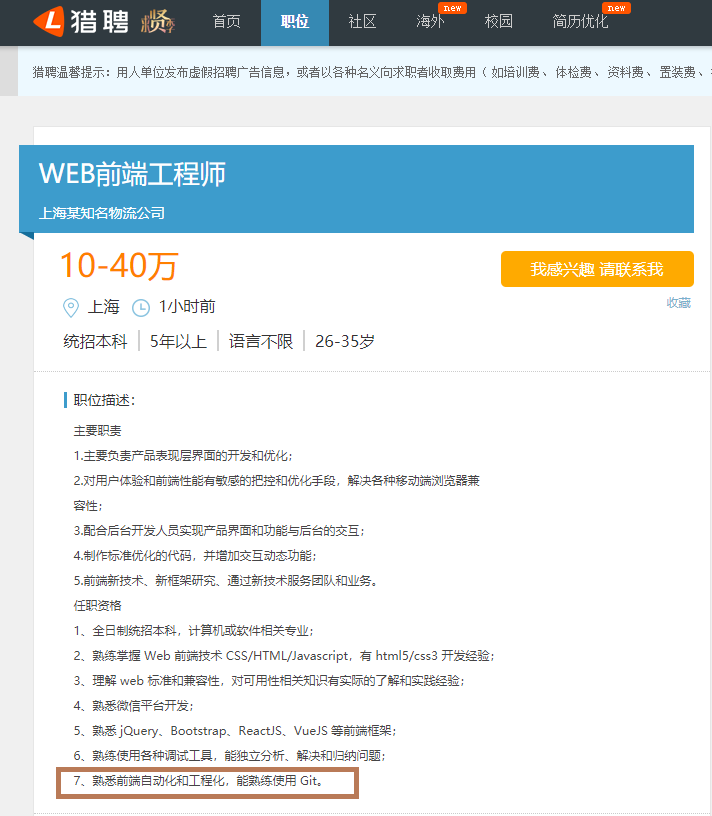 猎聘
首页 职位 社区 海外 new 校园 简历优化 new
猎聘温馨提示：用人单位发布虚假招聘广告信息，或者以各种名义向求职者收取费用（ 如培训费、 体检费、 资料费、 置装费、
WEB前端工程师
上海某知名物流公司
10-40万
我感兴趣 请联系我
上海 1小时前
收藏
统招本科 5年以上 语言不限 26-35岁
职位描述：
主要职责
1.主要负责产品表现层界面的开发和优化；
2.对用户体验和前端性能有敏感的把控和优化手段，解决各种移动端浏览器兼
容性；
3.配合后台开发人员实现产品界面和功能与后台的交互；
4.制作标准优化的代码，并增加交互动态功能；
5.前端新技术、新框架研究、通过新技术服务团队和业务。
任职资格
1、全日制统招本科，计算机或软件相关专业；
2、熟练掌握 Web 前端技术 CSS/HTML/Javascript，有 html5/css3 开发经验；
3、理解 web 标准和兼容性，对可用性相关知识有实际的了解和实践经验；
4、熟悉微信平台开发；
5、熟悉 jQuery、Bootstrap、ReactJS、VueJS 等前端框架；
6、熟练使用各种调试工具，能独立分析、解决和归纳问题；
7、熟悉前端自动化和工程化，能熟练使用 Git。